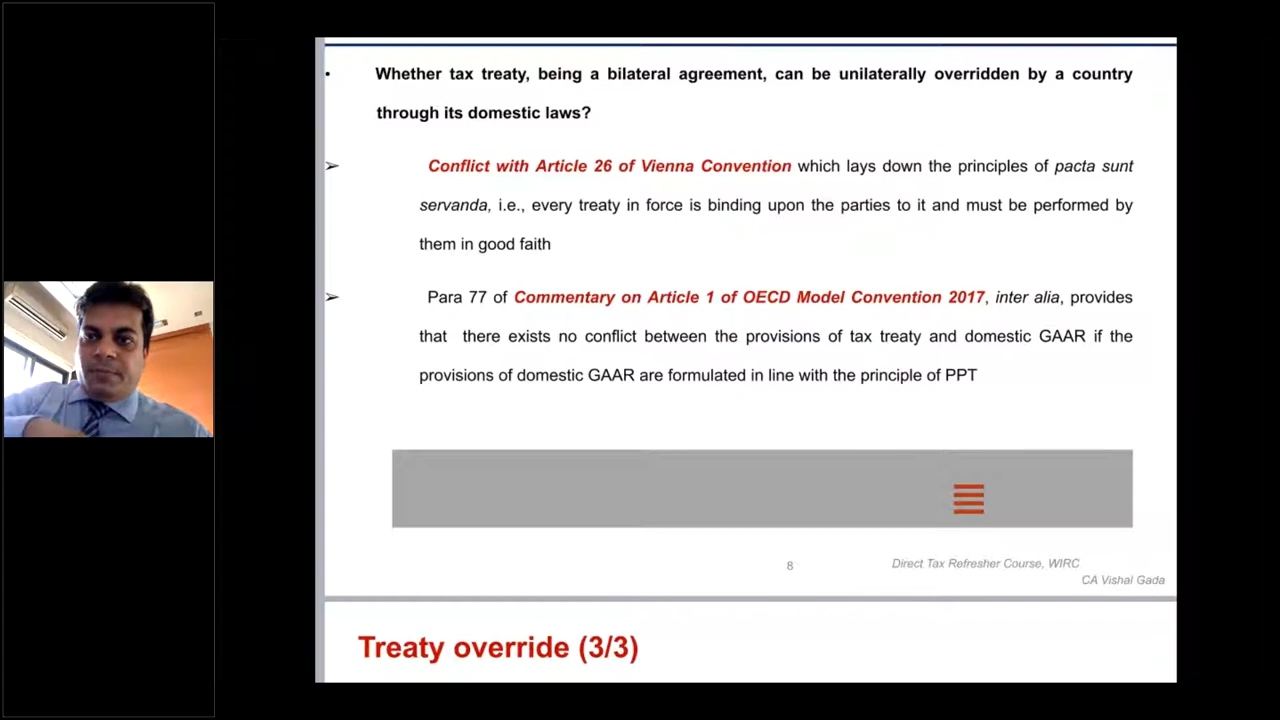 • Whether tax treaty, being a bilateral agreement, can be unilaterally overridden by a country
through its domestic laws?
➢ Conflict with Article 26 of Vienna Convention which lays down the principles of pacta sunt
servanda, i.e., every treaty in force is binding upon the parties to it and must be performed by
them in good faith
➢ Para 77 of Commentary on Article 1 of OECD Model Convention 2017, inter alia, provides
that there exists no conflict between the provisions of tax treaty and domestic GAAR if the
provisions of domestic GAAR are formulated in line with the principle of PPT
8
Direct Tax Refresher Course, WIRC
CA Vishal Gada
Treaty override (3/3)